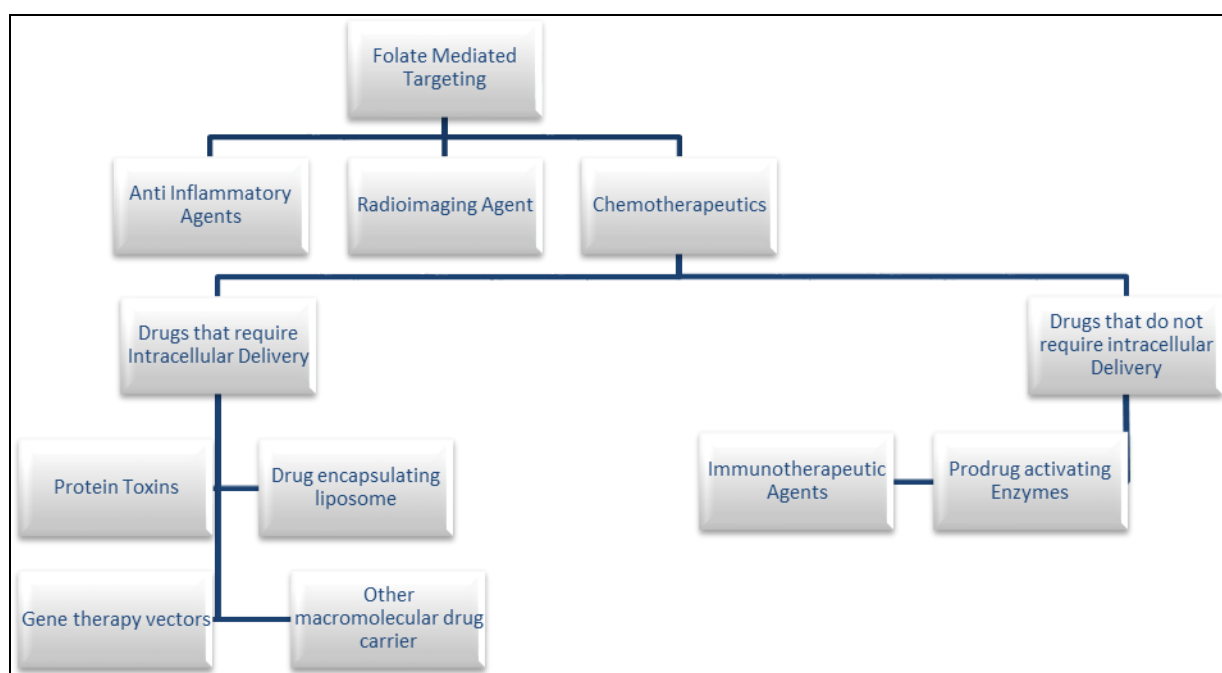 Folate Mediated
Targeting
Anti Inflammatory
Agents
Radioimaging Agent
Chemotherapeutics
Drugs that require
Intracellular Delivery
Drugs that do not
require intracellular
Delivery
Protein Toxins
Drug encapsulating
liposome
Immunotherapeutic
Agents
Prodrug activating
Enzymes
Gene therapy vectors
Other
macromolecular drug
carrier